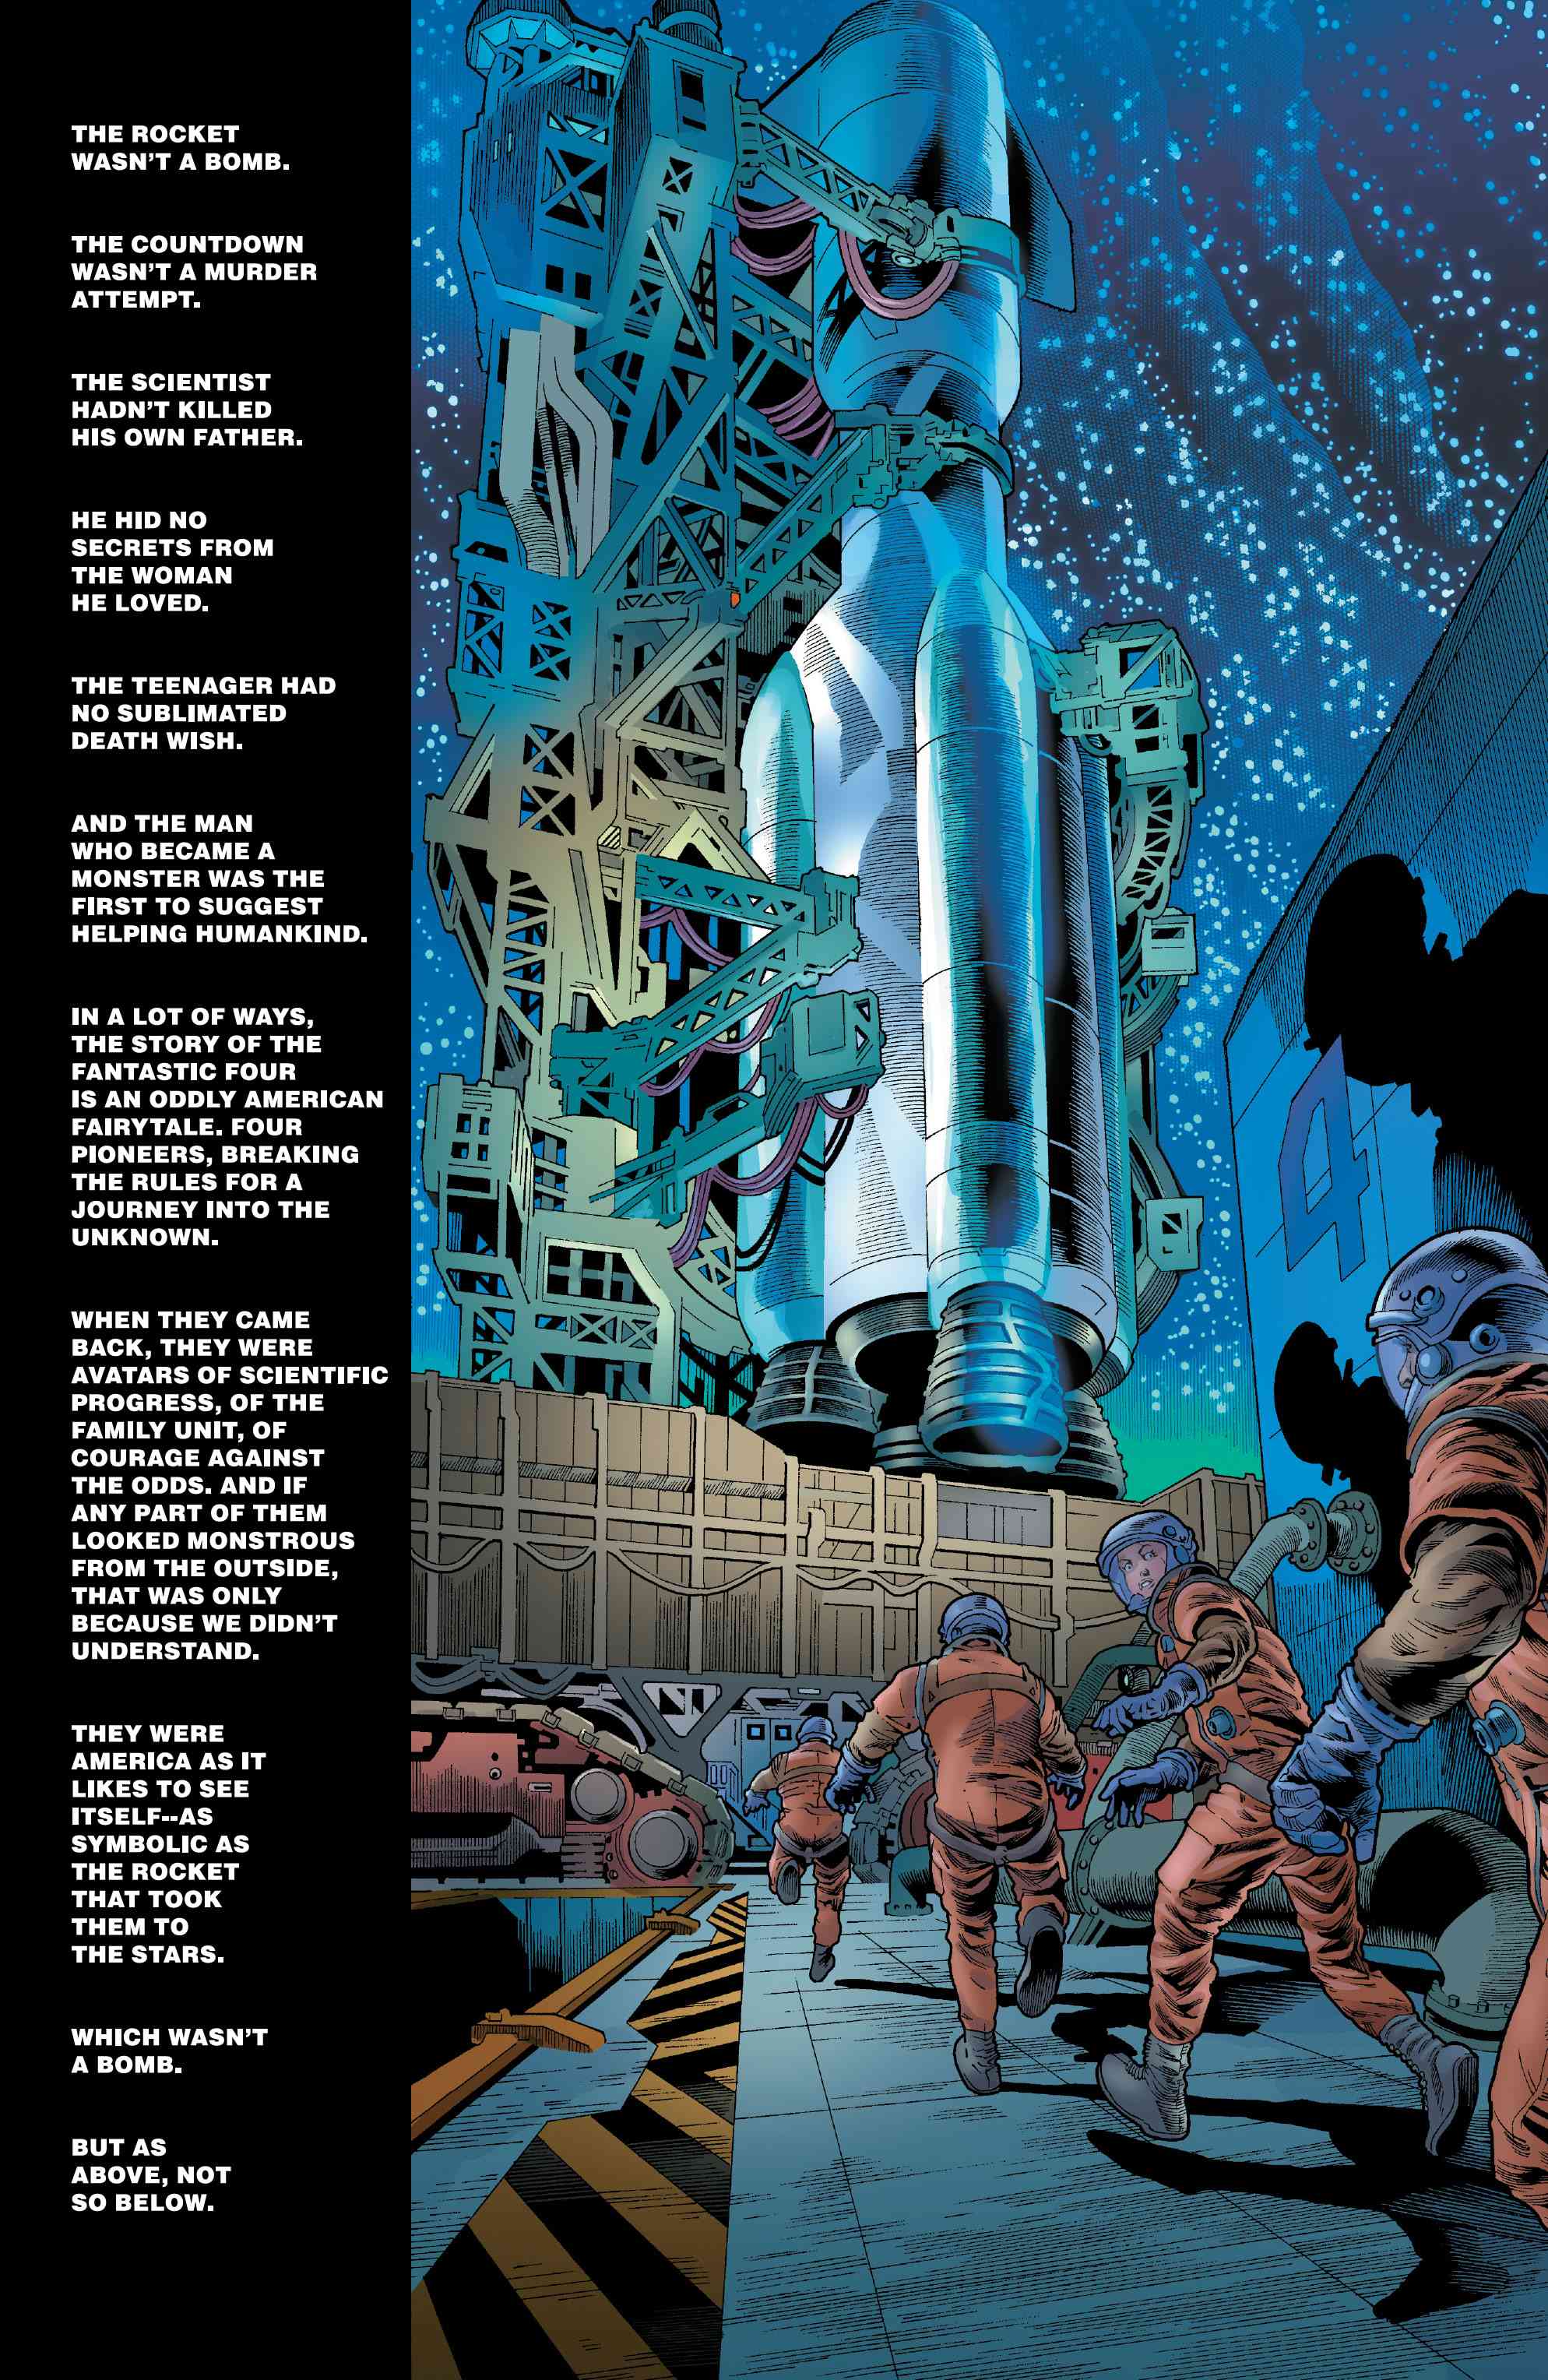 THE ROCKET
WASN'T A BOMB.
THE COUNTDOWN
WASN'T A MURDER
ATTEMPT.
THE SCIENTIST
HADN'T KILLED
HIS OWN FATHER.
HE HID NO
SECRETS FROM
THE WOMAN
HE LOVED.
THE TEENAGER HAD
NO SUBLIMATED
DEATH WISH.
AND THE MAN
WHO BECAME A
MONSTER WAS THE
FIRST TO SUGGEST
HELPING HUMANKIND.
IN A LOT OF WAYS,
THE STORY OF THE
FANTASTIC FOUR
IS AN ODDLY AMERICAN
FAIRYTALE. FOUR
PIONEERS, BREAKING
THE RULES FOR A
JOURNEY INTO THE
UNKNOWN.
WHEN THEY CAME
BACK, THEY WERE
AVATARS OF SCIENTIFIC
PROGRESS, OF THE
FAMILY UNIT, OF
COURAGE AGAINST
THE ODDS. AND IF
ANY PART OF THEM
LOOKED MONSTROUS
FROM THE OUTSIDE,
THAT WAS ONLY
BECAUSE WE DIDN'T
UNDERSTAND.
THEY WERE
AMERICA AS IT
LIKES TO SEE
ITSELF--AS
SYMBOLIC AS
THE ROCKET
THAT TOOK
THEM TO
THE STARS.
WHICH WASN'T
A BOMB.
BUT AS
ABOVE, NOT
SO BELOW.
4